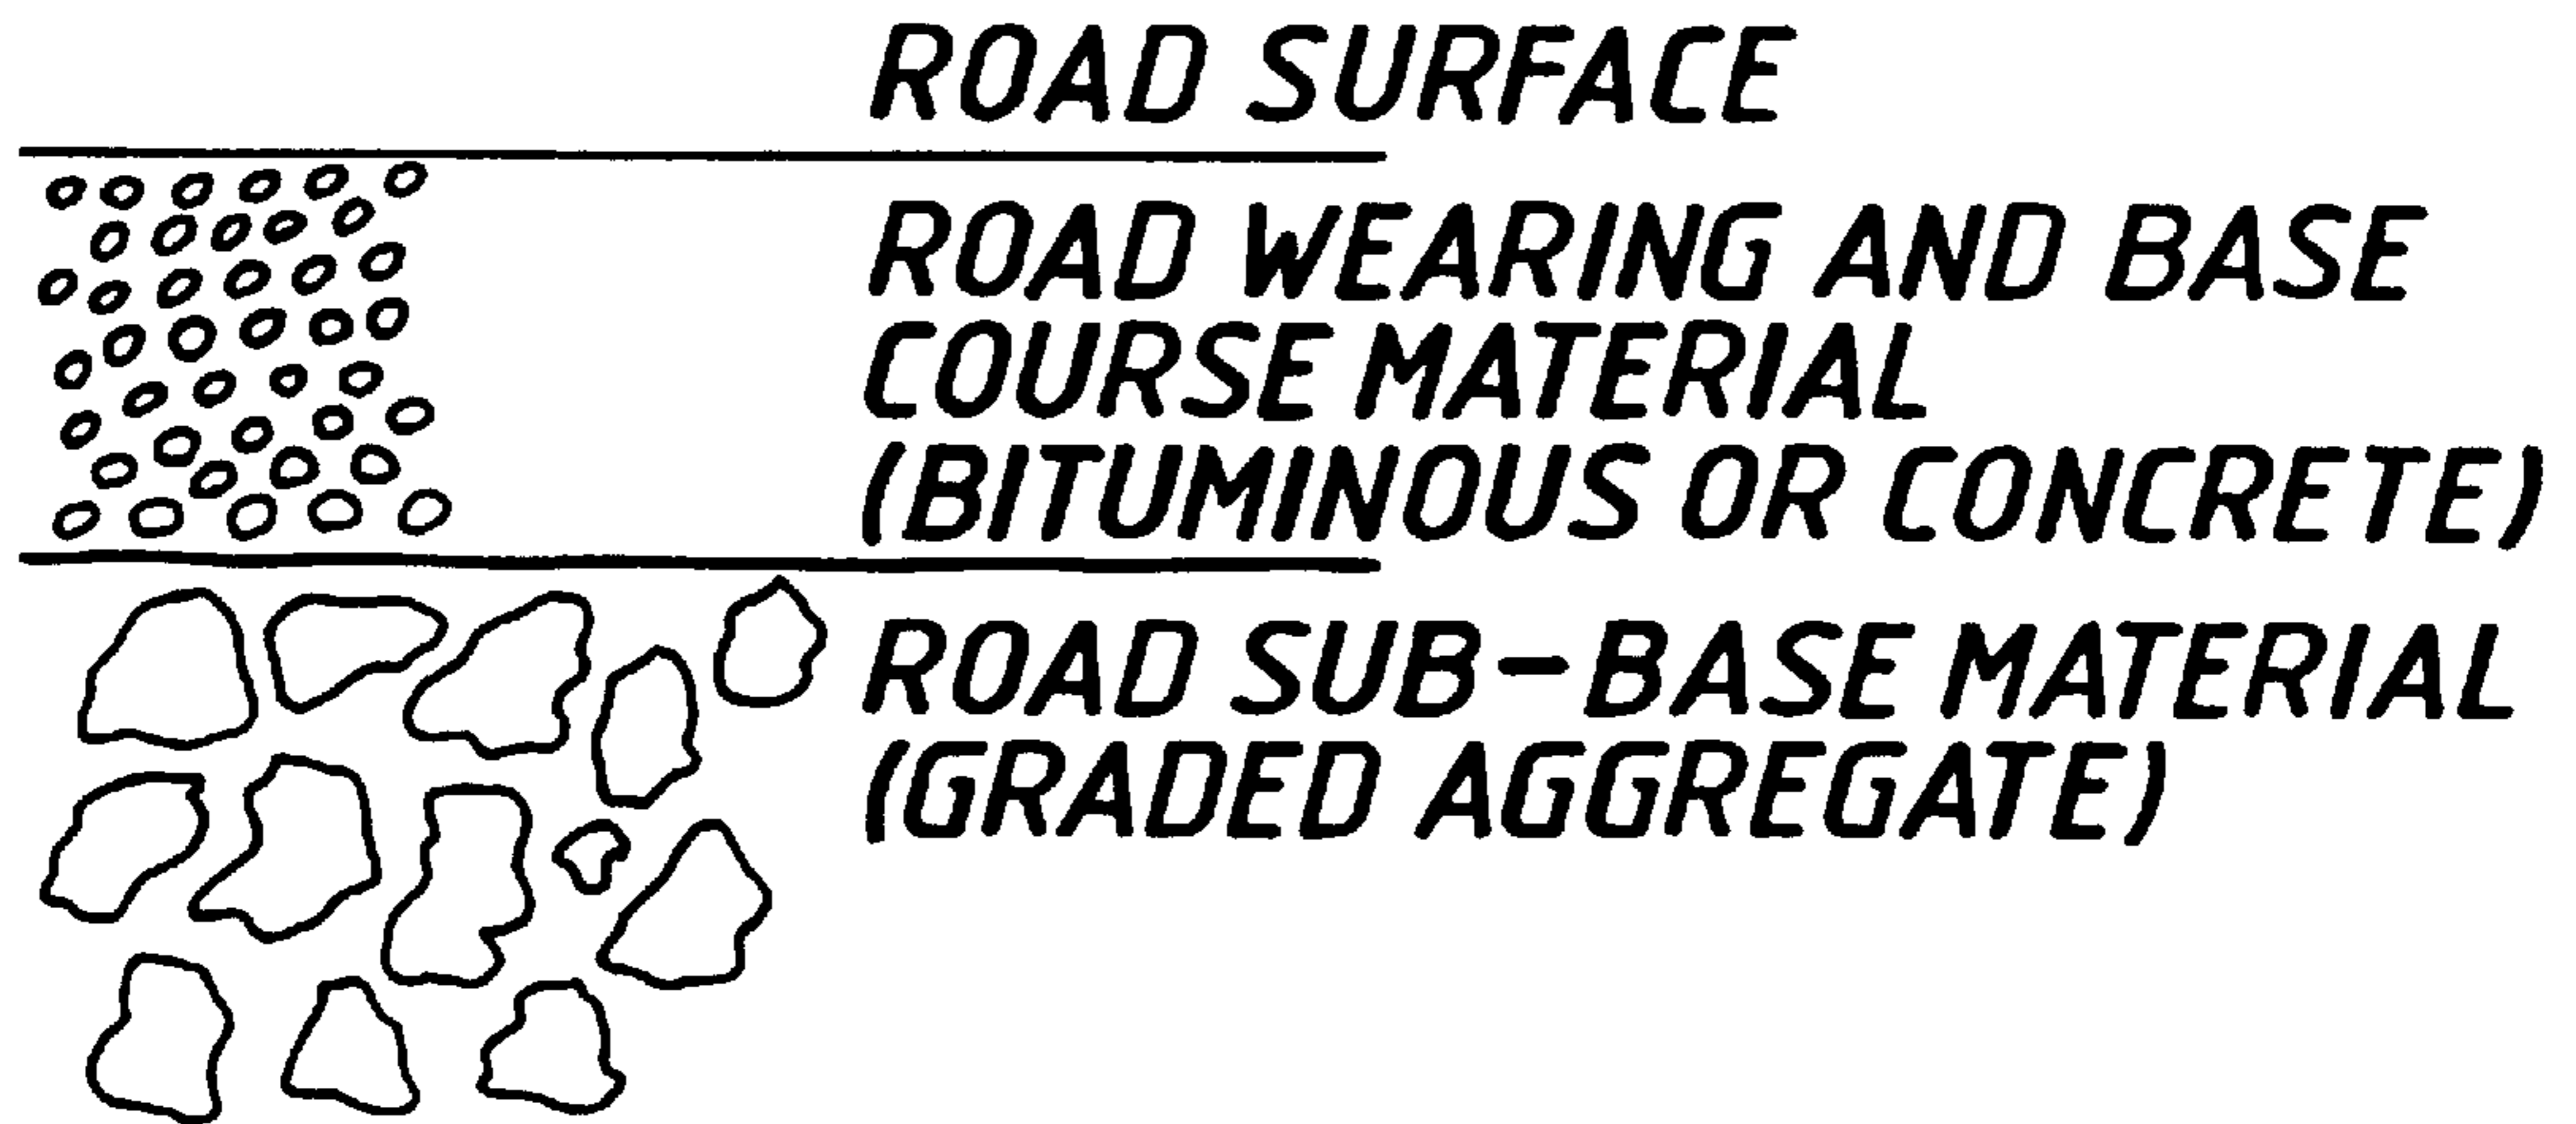 ROAD SURFACE
ROAD WEARING AND BASE
COURSE MATERIAL
(BITUMINOUS OR CONCRETE)
ROAD SUB-BASE MATERIAL
(GRADED AGGREGATE)